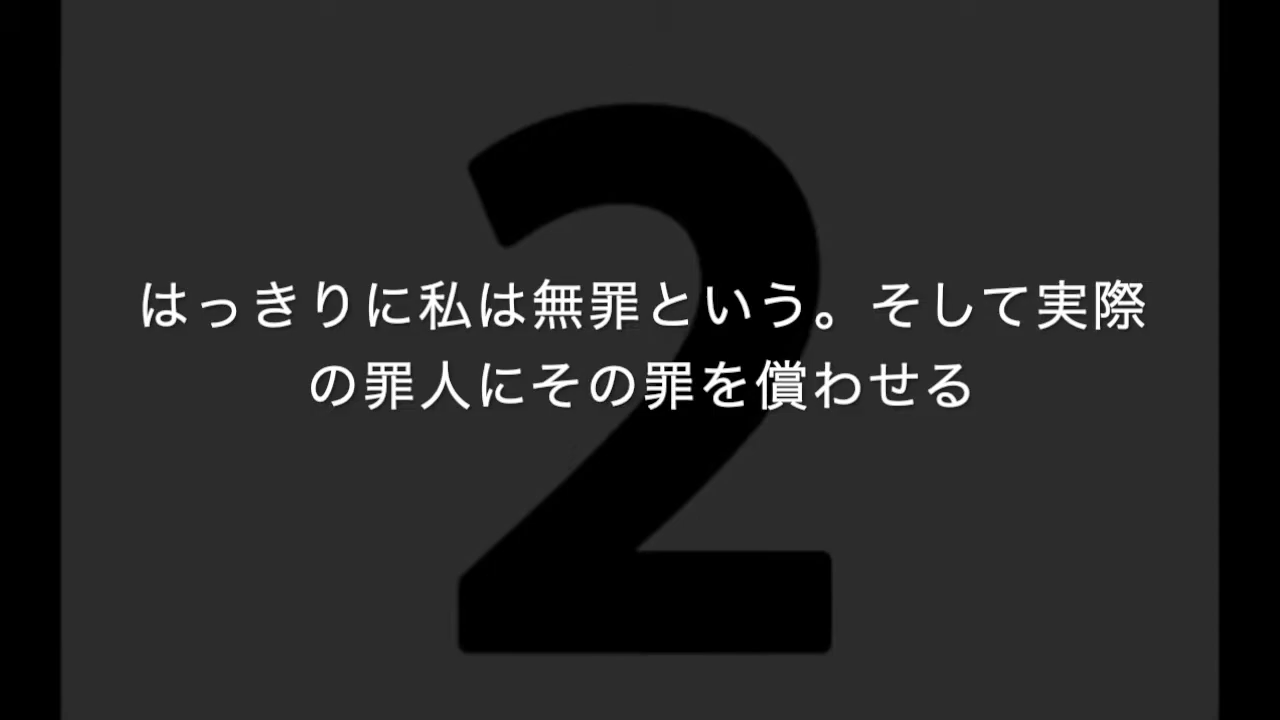 2
はっきりに私は無罪という。そして実際
の罪人にその罪を償わせる